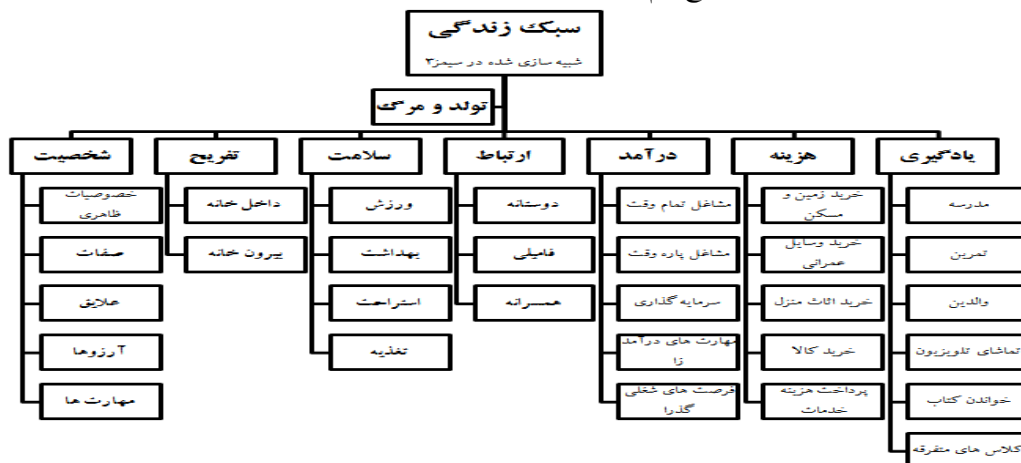 سبک زندگی
شبیه سازی شده در سیمز۳
تولد و مرگ
یادگیری
مدرسه
تمرین
والدین
تماشای تلویزیون
خواندن کتاب
کلاس های متفرقه
هزینه
خرید زمین و
مسکن
خرید وسایل
عمرانی
خرید اثاث منزل
خرید کالا
پرداخت هزینه
خدمات
درآمد
مشاغل تمام وقت
مشاغل پاره وقت
سرمایه گذاری
مهارت های درآمد
زا
فرصت های شغلی
گذرا
ارتباط
دوستانه
فامیلی
همسرانه
سلامت
ورزش
بهداشت
استراحت
تغذیه
تفریح
داخل خانه
بیرون خانه
شخصیت
خصوصیات
ظاهری
صفات
علایق
آرزوها
مهارت ها